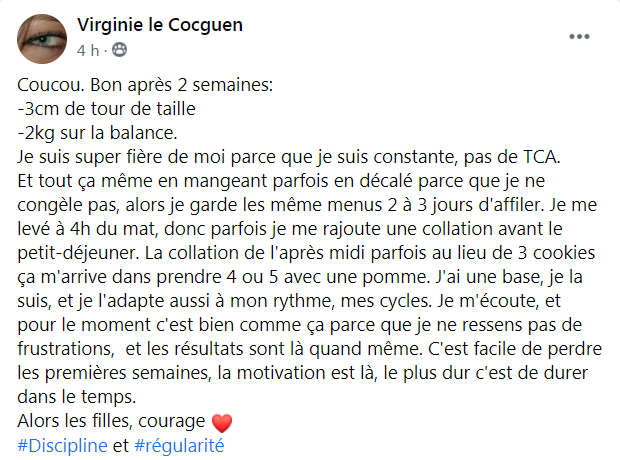 Virginie le Cocguen
4 h ·
Coucou. Bon après 2 semaines:
-3cm de tour de taille
-2kg sur la balance.
Je suis super fière de moi parce que je suis constante, pas de TCA.
Et tout ça même en mangeant parfois en décalé parce que je ne
congèle pas, alors je garde les même menus 2 à 3 jours d'affiler. Je me
levé à 4h du mat, donc parfois je me rajoute une collation avant le
petit-déjeuner. La collation de l'après midi parfois au lieu de 3 cookies
ça m'arrive dans prendre 4 ou 5 avec une pomme. J'ai une base, je la
suis, et je l'adapte aussi à mon rythme, mes cycles. Je m'écoute, et
pour le moment c'est bien comme ça parce que je ne ressens pas de
frustrations,  et les résultats sont là quand même. C'est facile de perdre
les premières semaines, la motivation est là, le plus dur c'est de durer
dans le temps.
Alors les filles, courage ❤️
#Discipline et #régularité